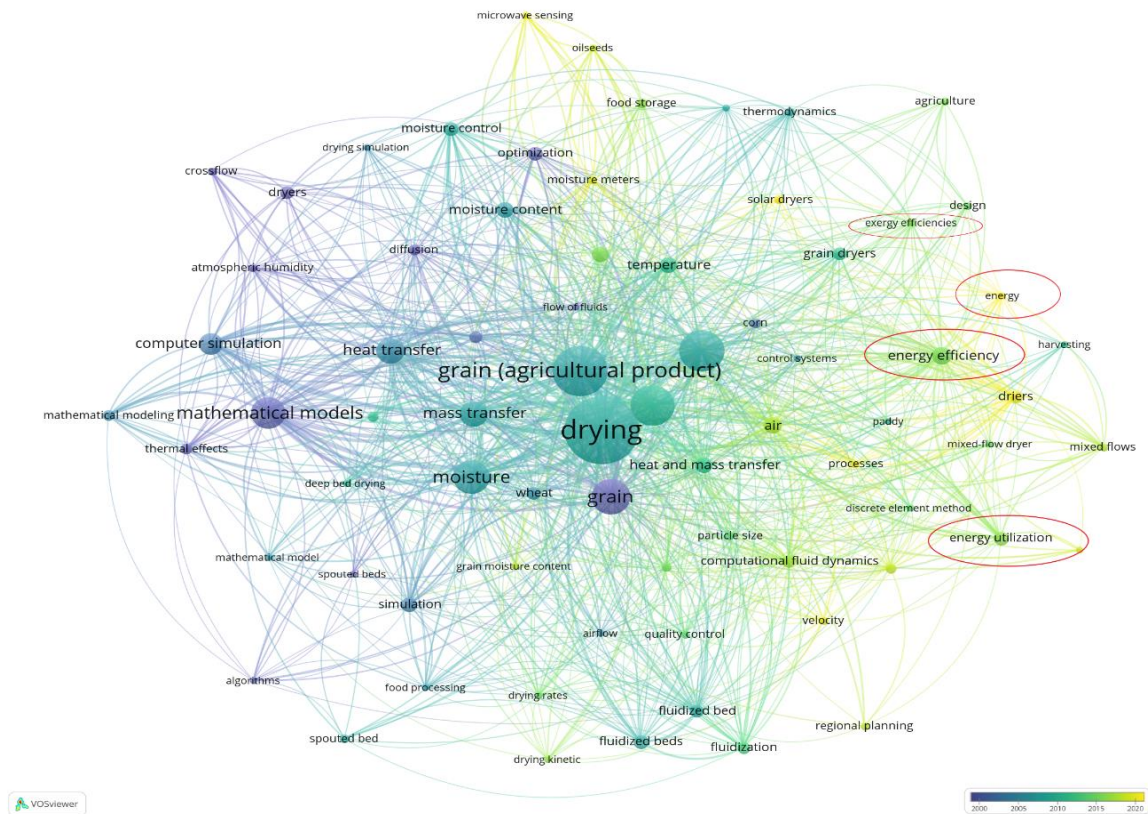 microwave sensing
oilseeds
food storage
agriculture
thermodynamics
moisture control
drying simulation
optimization
crossflow
moisture meters
dryers
solar dryers
moisture content
design
exergy efficiencies
diffusion
grain dryers
atmospheric humidity
temperature
energy
flow of fluids
corn
computer simulation
heat transfer
harvesting
energy efficiency
control systems
grain (agricultural product)
driers
mathematical modeling
mathematical models
mass transfer
paddy
air
drying
mixed-flow dryer
mixed flows
thermal effects
processes
heat and mass transfer
moisture
deep bed drying
wheat
grain
discrete element method
particle size
energy utilization
mathematical model
grain moisture content
computational fluid dynamics
spouted beds
simulation
velocity
airflow
quality control
algorithms
food processing
drying rates
fluidized bed
regional planning
spouted bed
fluidized beds
fluidization
drying kinetic
VOSviewer
2000 2005 2010 2015 2020